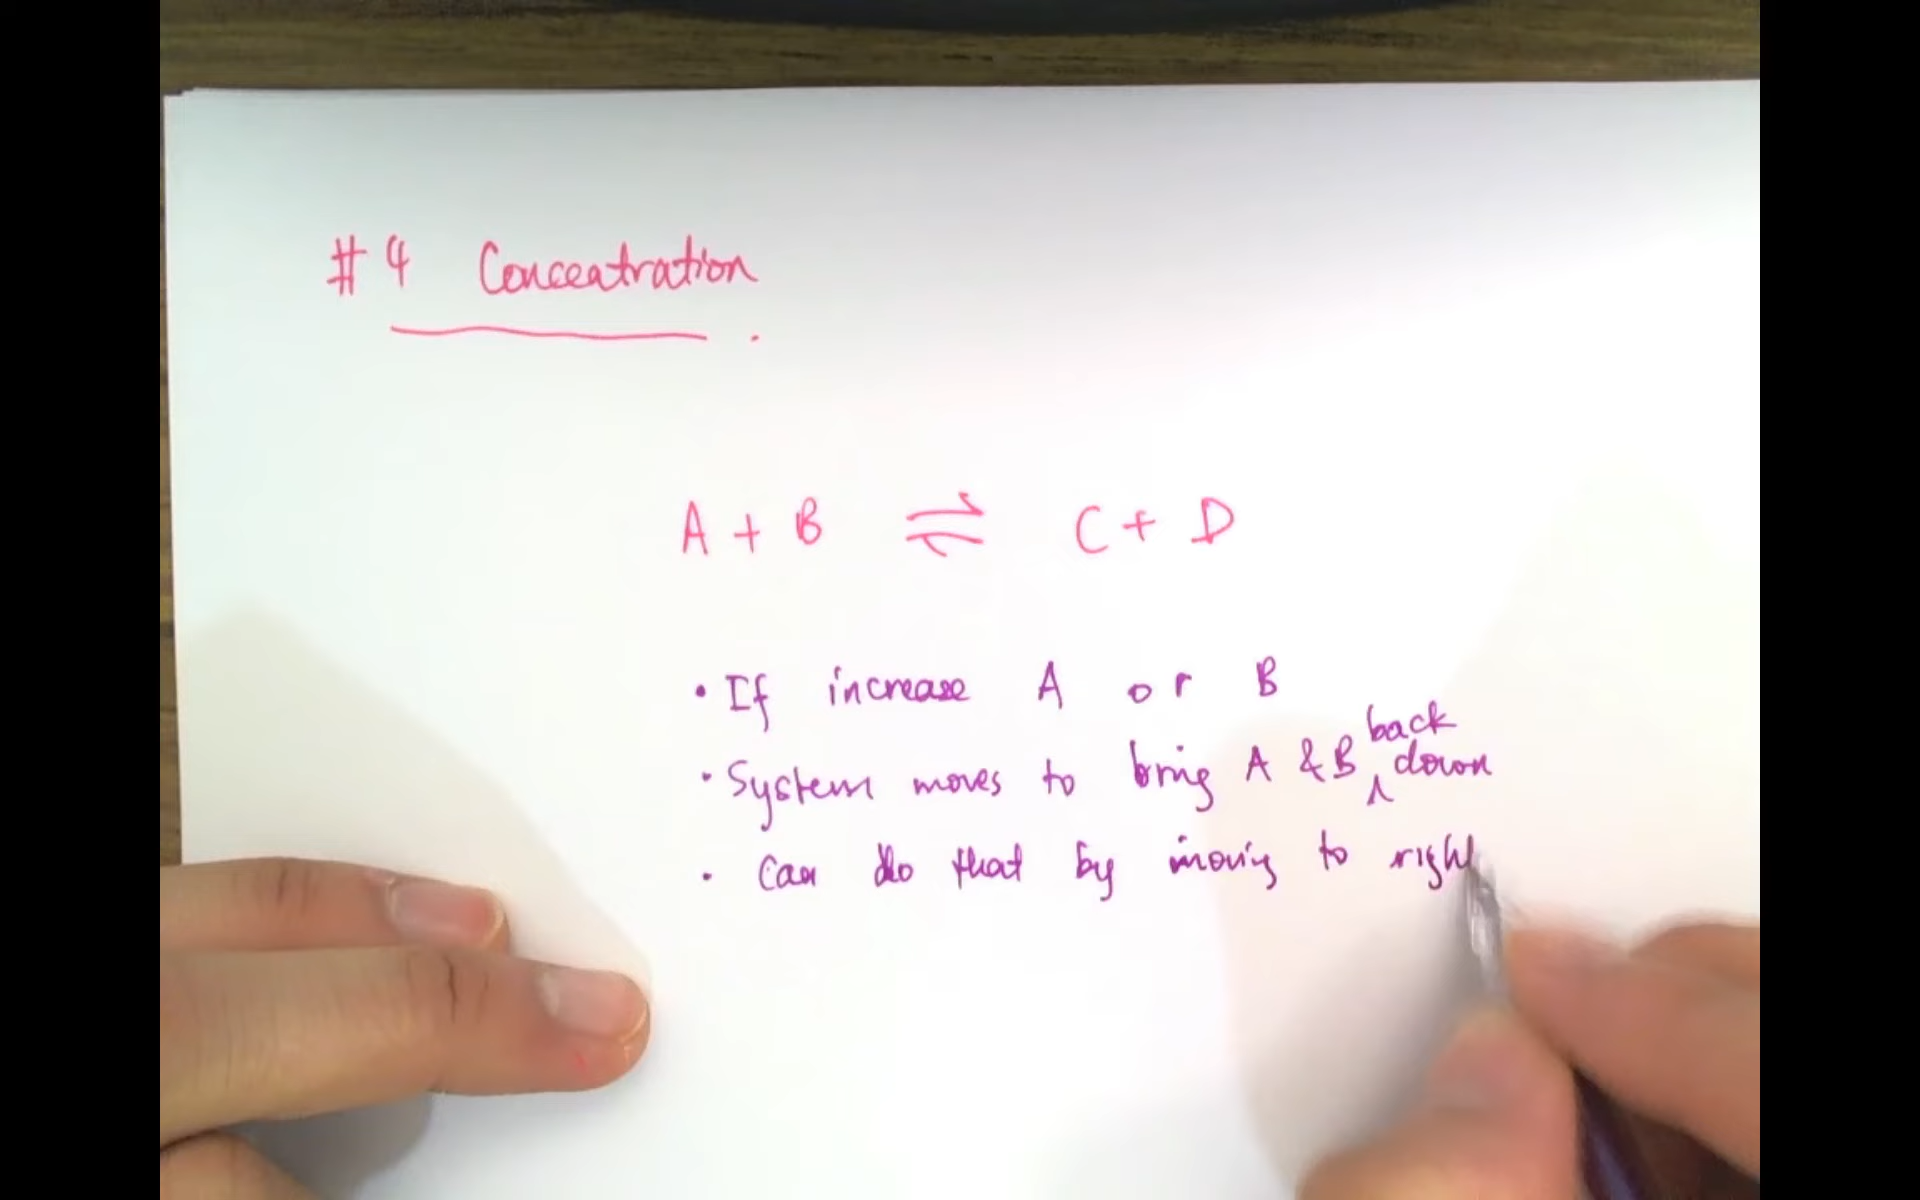 #4 Concentration
A + B ⇌ C + D
• If increase A or B
• System moves to bring A & B back down
• Can do that by moving to right